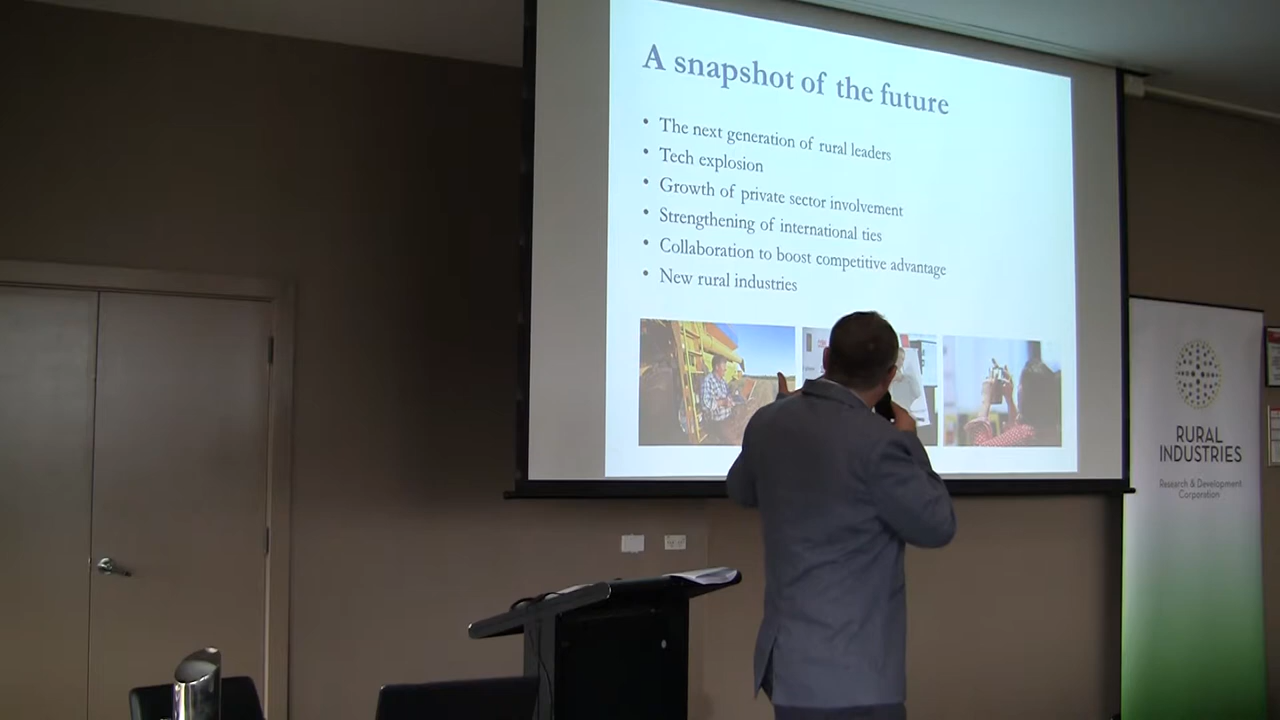 A snapshot of the future
• The next generation of rural leaders
• Tech explosion
• Growth of private sector involvement
• Strengthening of international ties
• Collaboration to boost competitive advantage
• New rural industries
RURAL
INDUSTRIES
Research & Development
Corporation